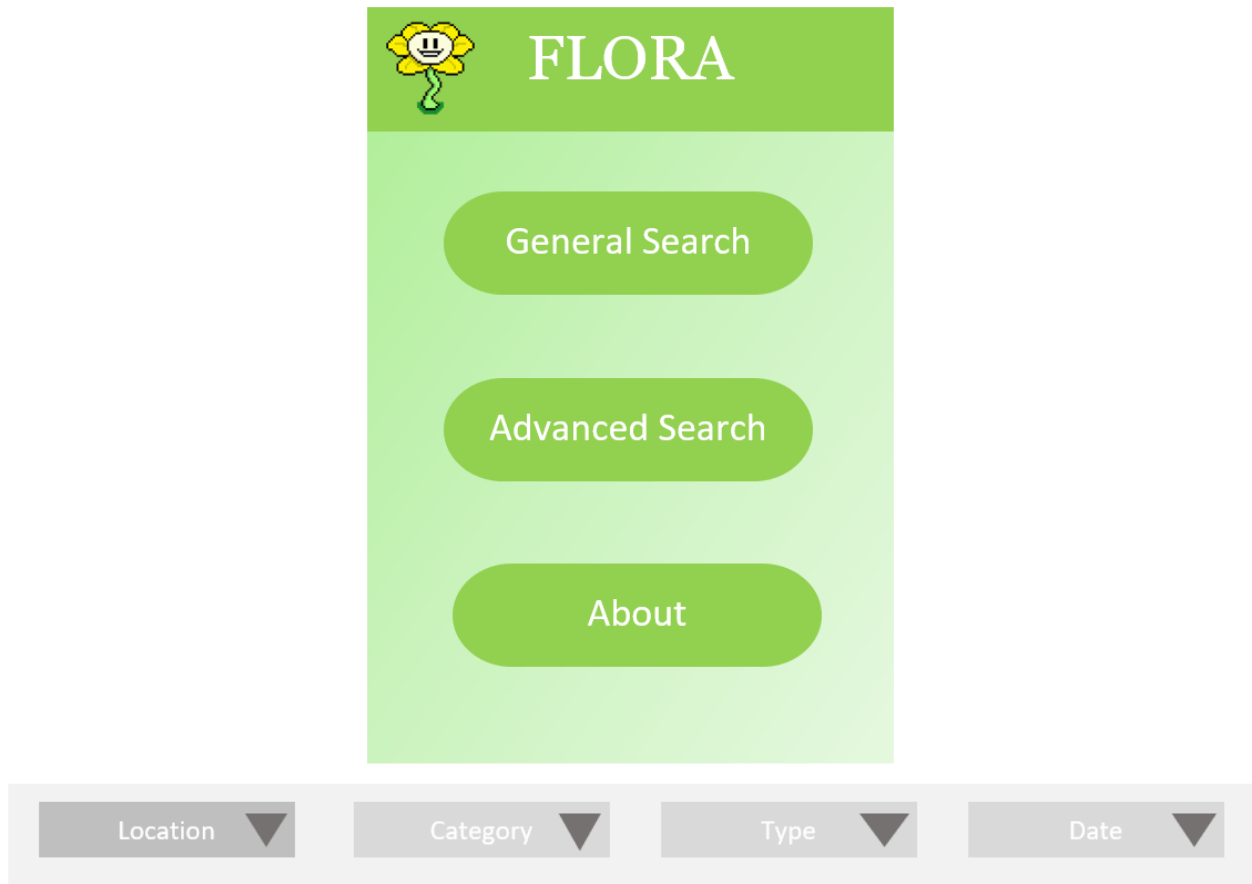 FLORA
General Search
Advanced Search
About
Location Category Type Date